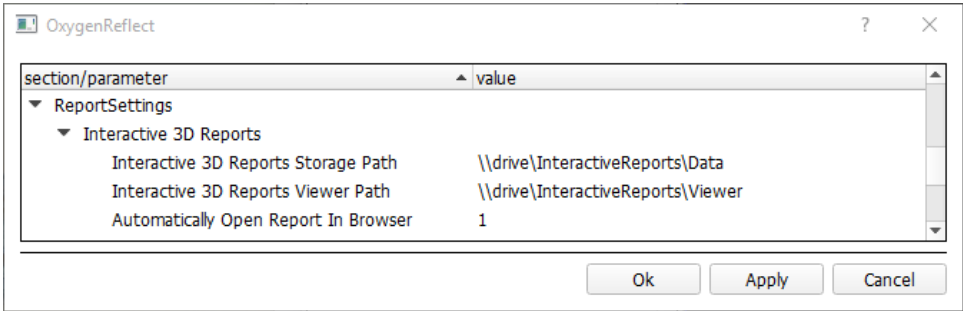 OxygenReflect ?
section/parameter value
ReportSettings
Interactive 3D Reports
Interactive 3D Reports Storage Path \\drive\InteractiveReports\Data
Interactive 3D Reports Viewer Path \\drive\InteractiveReports\Viewer
Automatically Open Report In Browser 1
Ok Apply Cancel